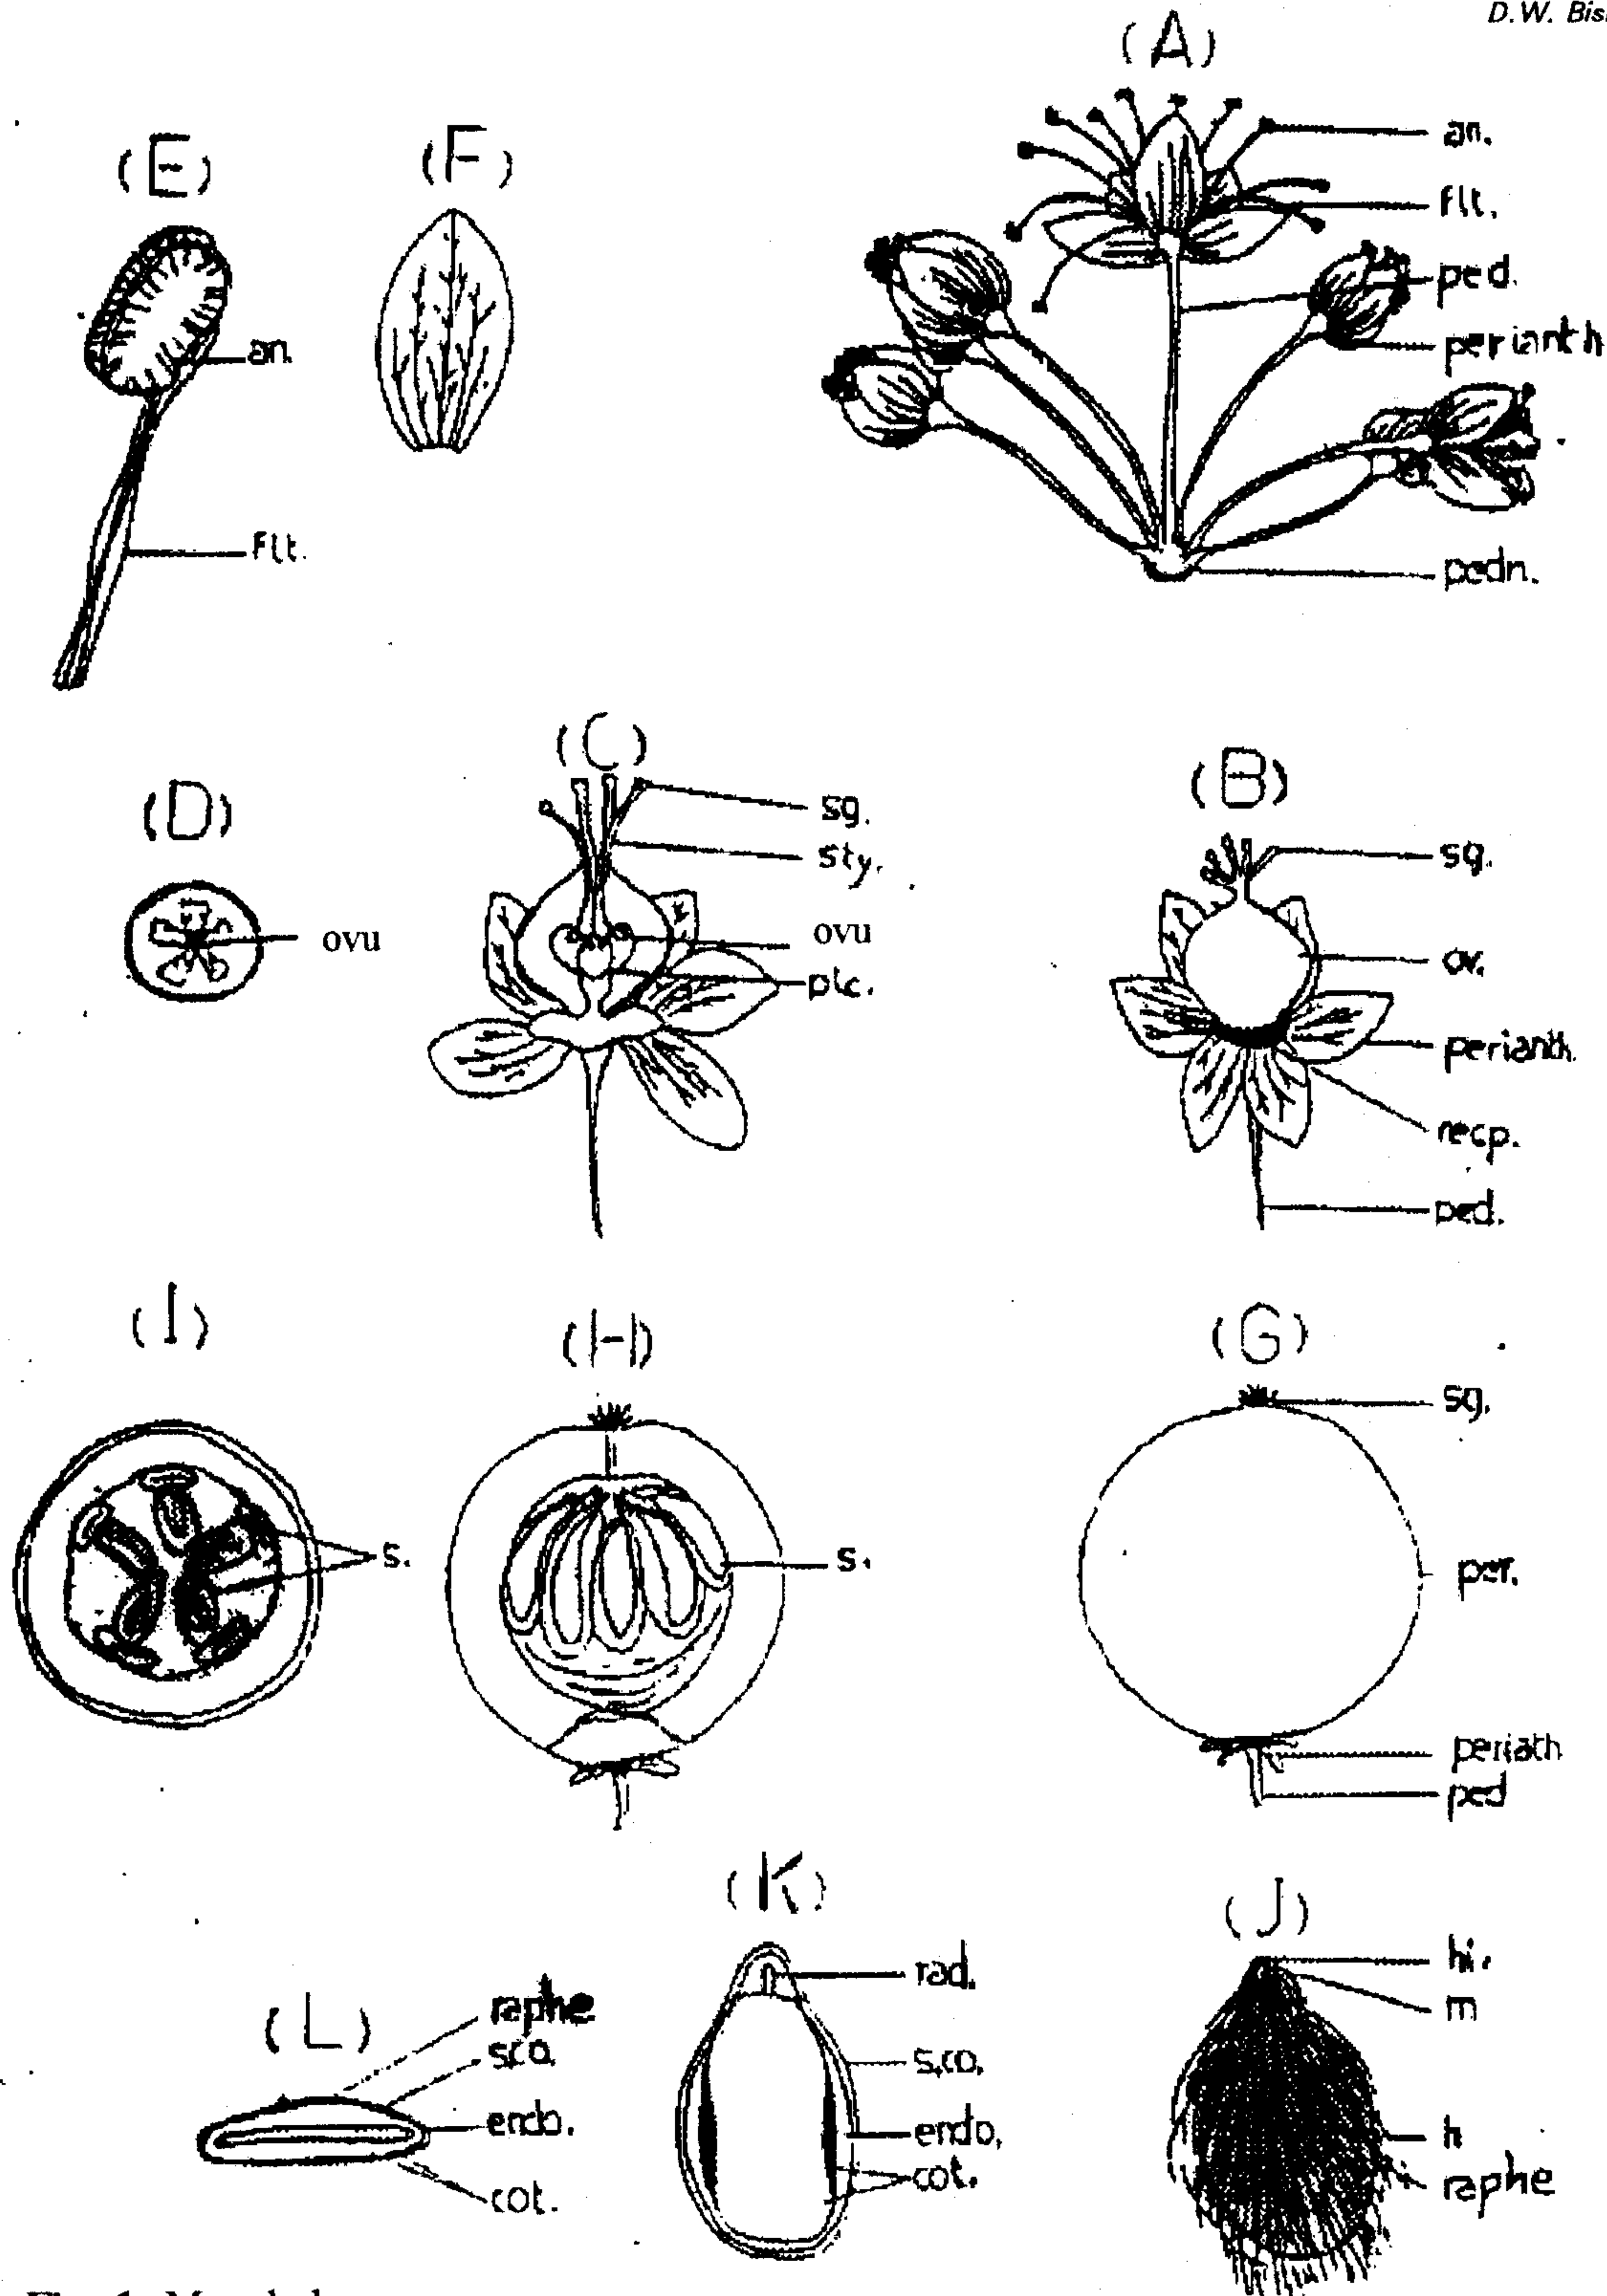 D.W. Bis
(A)
an.
flt.
ped.
perianth
pedn.
(E)
an.
flt.
(F)
(C)
sg.
sty.
ovu
plc.
(B)
sg.
ov.
perianth.
recp.
ped.
(D)
ovu
(I)
s.
(H)
s.
(G)
sg.
per.
periath
ped
(K)
rad.
s.co.
endo.
cot.
(J)
hi.
m
h
raphe
(L)
raphe
sco.
endo.
cot.